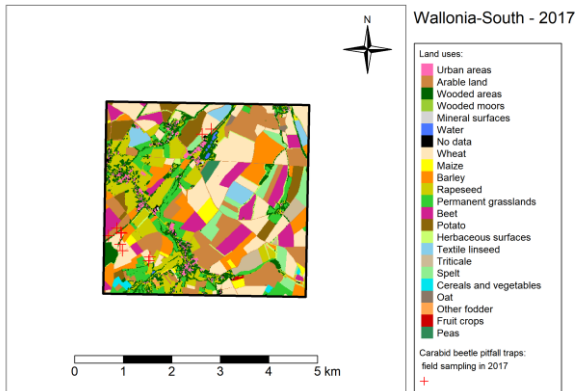 Wallonia-South - 2017
N
Land uses:
Urban areas
Arable land
Wooded areas
Wooded moors
Mineral surfaces
Water
No data
Wheat
Maize
Barley
Rapeseed
Permanent grasslands
Beet
Potato
Herbaceous surfaces
Textile linseed
Triticale
Spelt
Cereals and vegetables
Oat
Other fodder
Fruit crops
Peas
Carabid beetle pitfall traps:
field sampling in 2017
0 1 2 3 4 5 km